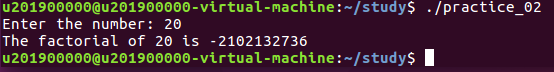 u201900000@u201900000-virtual-machine:~/study$ ./practice_02
Enter the number: 20
The factorial of 20 is -2102132736
u201900000@u201900000-virtual-machine:~/study$